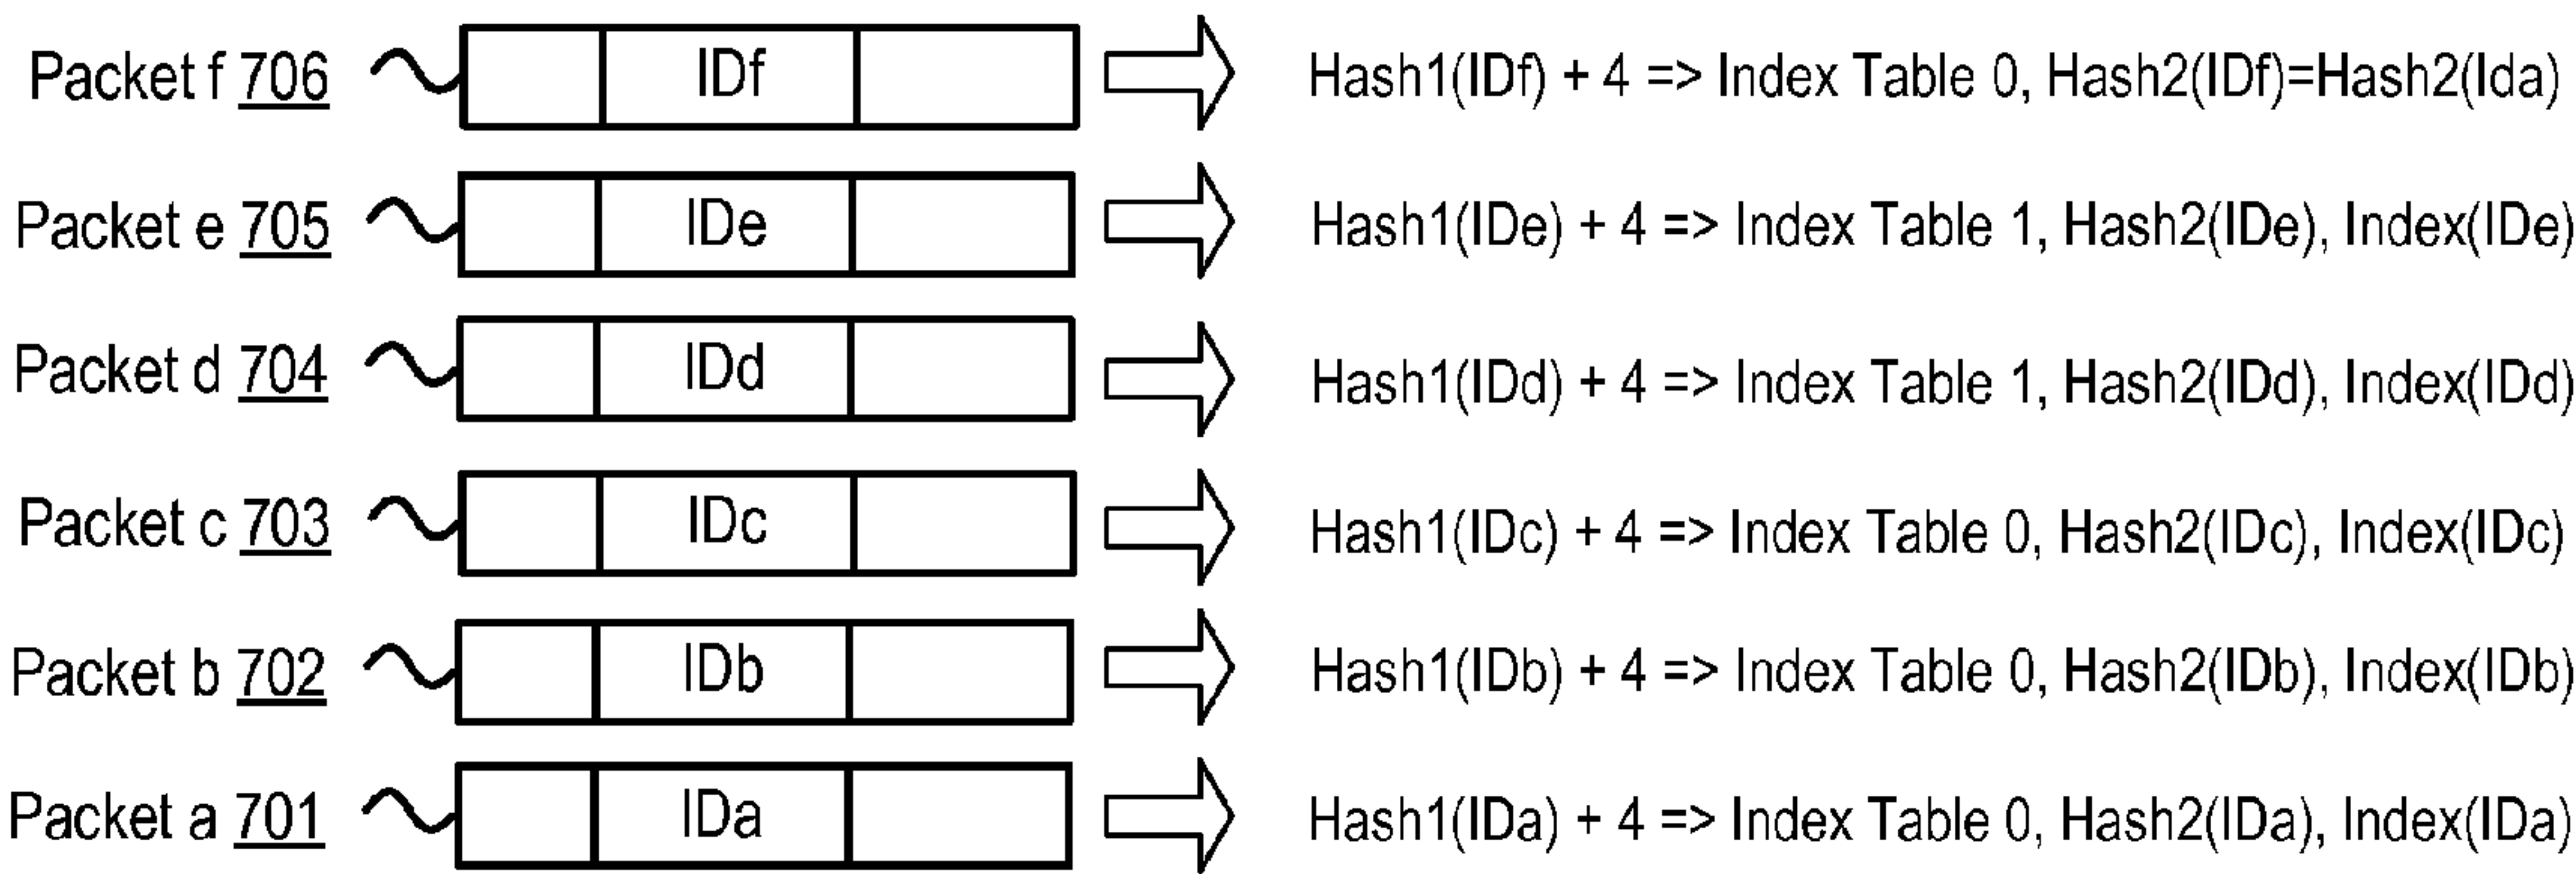 Packet f 706 IDf Hash1(IDf) + 4 => Index Table 0, Hash2(IDf)=Hash2(Ida)
Packet e 705 IDe Hash1(IDe) + 4 => Index Table 1, Hash2(IDe), Index(IDe)
Packet d 704 IDd Hash1(IDd) + 4 => Index Table 1, Hash2(IDd), Index(IDd)
Packet c 703 IDc Hash1(IDc) + 4 => Index Table 0, Hash2(IDc), Index(IDc)
Packet b 702 IDb Hash1(IDb) + 4 => Index Table 0, Hash2(IDb), Index(IDb)
Packet a 701 IDa Hash1(IDa) + 4 => Index Table 0, Hash2(IDa), Index(IDa)